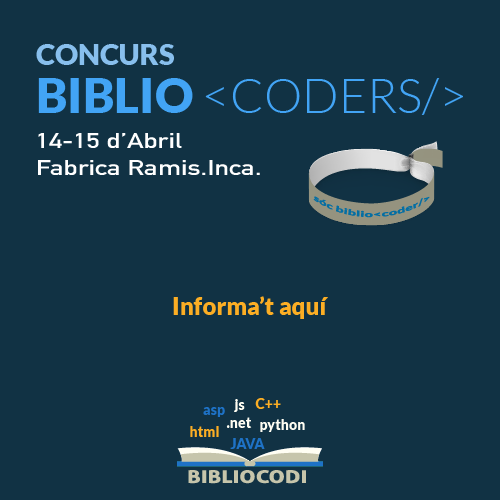 CONCURS
BIBLIO <CODERS/>
14-15 d’Abril
Fabrica Ramis.Inca.
sóc biblio<coder/>
Informa’t aquí
asp js C++
html .net python
JAVA
BIBLIOCODI